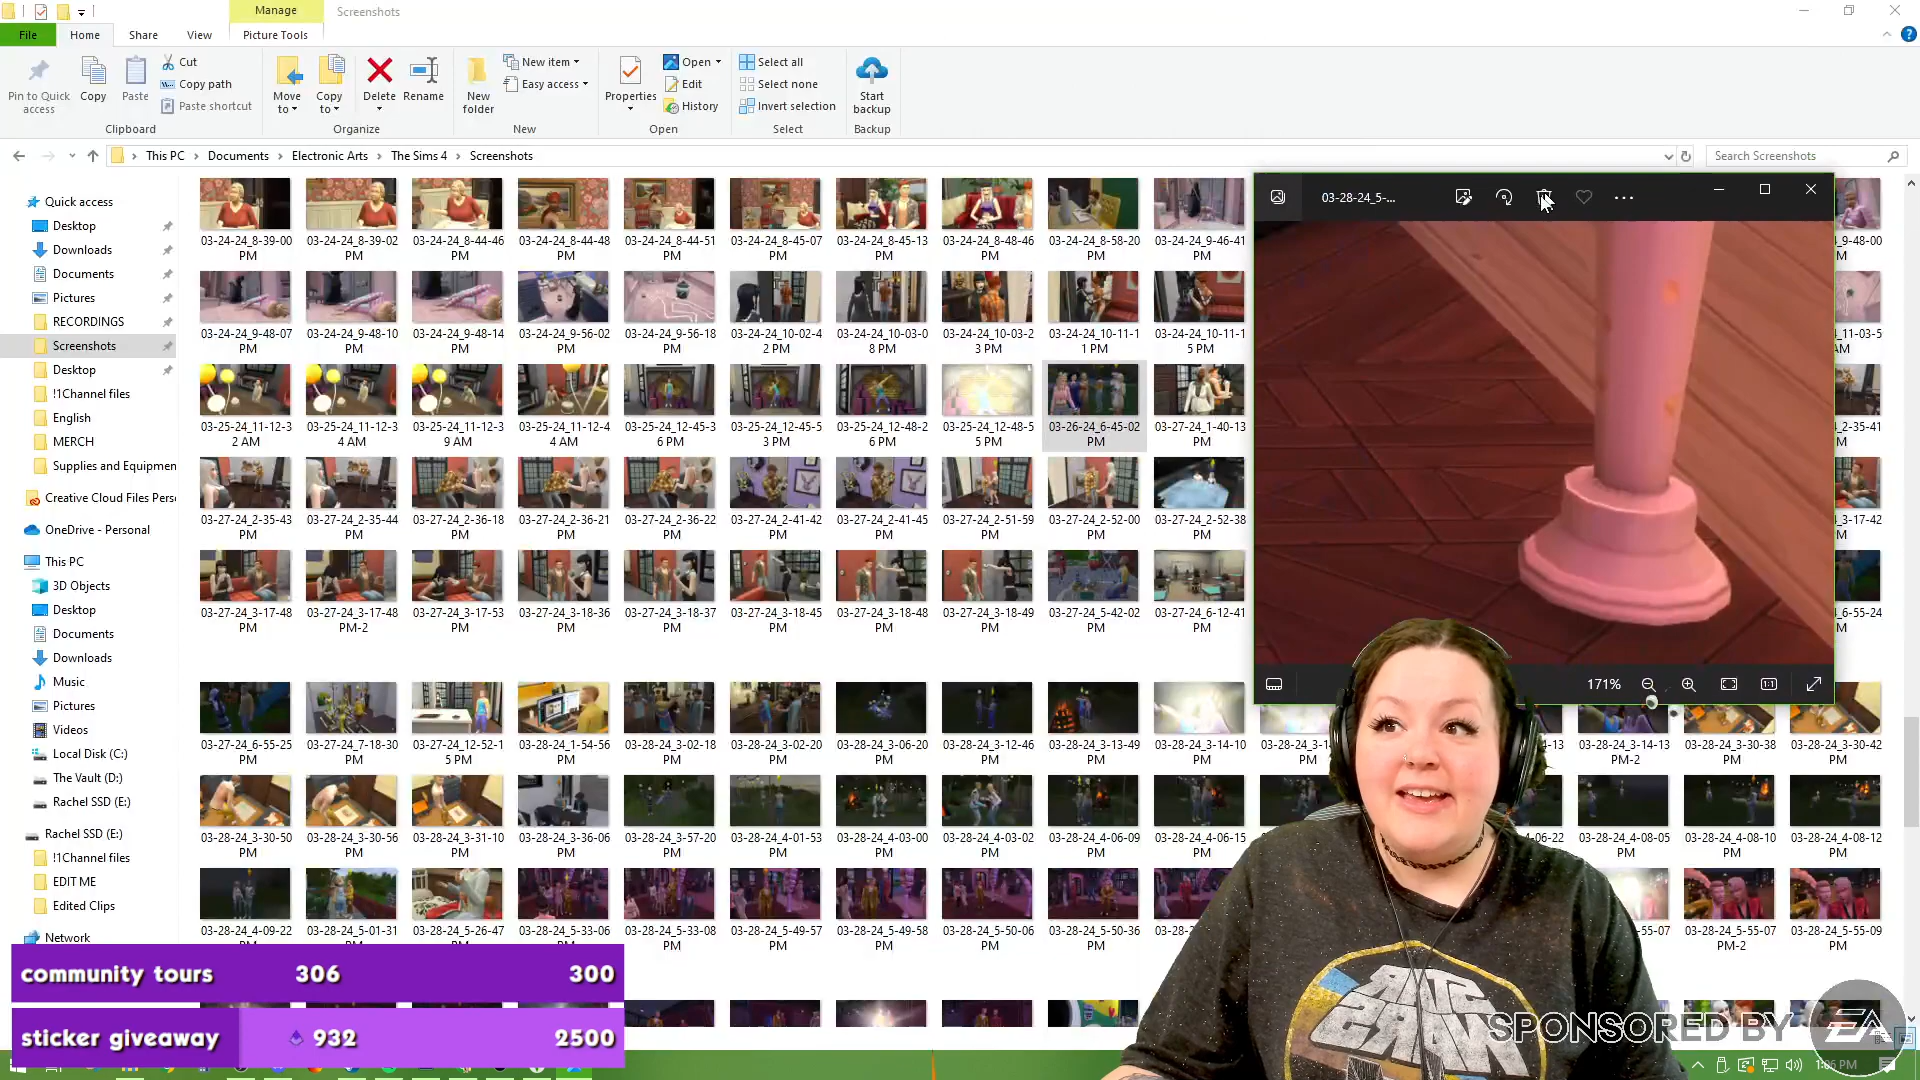 Manage
Screenshots
File
Home
Share
View
Picture Tools
Pin to Quick access
Copy
Paste
Cut
Copy path
Paste shortcut
Clipboard
Move to
Copy to
Delete
Rename
Organize
New folder
New item
Easy access
New
Properties
Open
Edit
History
Open
Select all
Select none
Invert selection
Select
Start backup
Backup
This PC > Documents > Electronic Arts > The Sims 4 > Screenshots
Search Screenshots
Quick access
Desktop
Downloads
Documents
Pictures
RECORDINGS
Screenshots
Desktop
!1Channel files
English
MERCH
Supplies and Equipmen
Creative Cloud Files Perso
OneDrive - Personal
This PC
3D Objects
Desktop
Documents
Downloads
Music
Pictures
Videos
Local Disk (C:)
The Vault (D:)
Rachel SSD (E:)
Rachel SSD (E:)
!1Channel files
EDIT ME
Edited Clips
Network
03-24-24_8-39-00 PM
03-24-24_8-39-02 PM
03-24-24_8-44-46 PM
03-24-24_8-44-48 PM
03-24-24_8-44-51 PM
03-24-24_8-45-07 PM
03-24-24_8-45-13 PM
03-24-24_8-48-46 PM
03-24-24_8-58-20 PM
03-24-24_9-46-41 PM
03-24-24_9-48-07 PM
03-24-24_9-48-10 PM
03-24-24_9-48-14 PM
03-24-24_9-56-02 PM
03-24-24_9-56-18 PM
03-24-24_10-02-42 PM
03-24-24_10-03-08 PM
03-24-24_10-03-23 PM
03-24-24_10-11-11 PM
03-24-24_10-11-15 PM
03-25-24_11-12-32 AM
03-25-24_11-12-34 AM
03-25-24_11-12-39 AM
03-25-24_11-12-44 AM
03-25-24_12-45-36 PM
03-25-24_12-45-53 PM
03-25-24_12-48-26 PM
03-25-24_12-48-55 PM
03-26-24_6-45-02 PM
03-27-24_1-40-13 PM
03-27-24_2-35-43 PM
03-27-24_2-35-44 PM
03-27-24_2-36-18 PM
03-27-24_2-36-21 PM
03-27-24_2-36-22 PM
03-27-24_2-41-42 PM
03-27-24_2-41-45 PM
03-27-24_2-51-59 PM
03-27-24_2-52-00 PM
03-27-24_2-52-38 PM
03-27-24_3-17-48 PM
03-27-24_3-17-48 PM-2
03-27-24_3-17-53 PM
03-27-24_3-18-36 PM
03-27-24_3-18-37 PM
03-27-24_3-18-45 PM
03-27-24_3-18-48 PM
03-27-24_3-18-49 PM
03-27-24_5-42-02 PM
03-27-24_6-12-41 PM
03-27-24_6-55-25 PM
03-27-24_7-18-30 PM
03-27-24_12-52-15 PM
03-28-24_1-54-56 PM
03-28-24_3-02-18 PM
03-28-24_3-02-20 PM
03-28-24_3-06-20 PM
03-28-24_3-12-46 PM
03-28-24_3-13-49 PM
03-28-24_3-14-10 PM
03-28-24_3-14-13 PM-2
03-28-24_3-30-38 PM
03-28-24_3-30-42 PM
03-28-24_3-30-50 PM
03-28-24_3-30-56 PM
03-28-24_3-31-10 PM
03-28-24_3-36-06 PM
03-28-24_3-57-20 PM
03-28-24_4-01-53 PM
03-28-24_4-03-00 PM
03-28-24_4-03-02 PM
03-28-24_4-06-09 PM
03-28-24_4-06-15 PM
03-28-24_4-08-05 PM
03-28-24_4-08-10 PM
03-28-24_4-08-12 PM
03-28-24_4-09-22 PM
03-28-24_5-01-31 PM
03-28-24_5-26-47 PM
03-28-24_5-33-06 PM
03-28-24_5-33-08 PM
03-28-24_5-49-57 PM
03-28-24_5-49-58 PM
03-28-24_5-50-06 PM
03-28-24_5-50-36 PM
5-55-07 PM-2
5-55-09 PM
03-28-24_5-...
171%
STAR WARS
community tours 306 300
sticker giveaway 932 2500
SPONSORED BY EA
1:06 PM